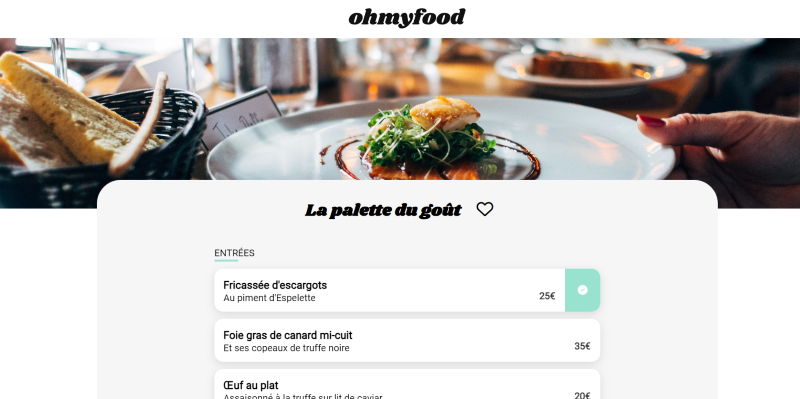 ohmyfood
La palette du goût
ENTRÉES
Fricassée d'escargots
Au piment d'Espelette
25€
Foie gras de canard mi-cuit
Et ses copeaux de truffe noire
35€
Œuf au plat
Assaisonné à la truffe sur lit de caviar
20€